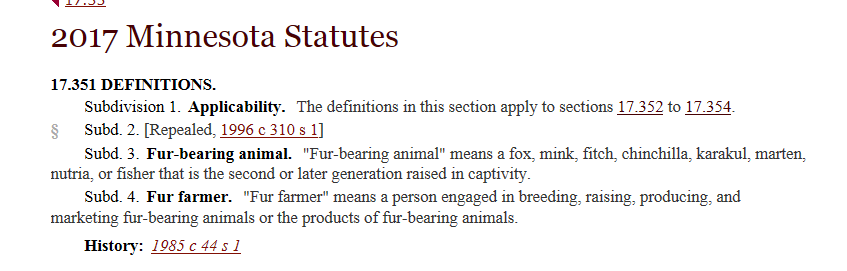 17.35
2017 Minnesota Statutes
17.351 DEFINITIONS.
Subdivision 1. Applicability. The definitions in this section apply to sections 17.352 to 17.354.
§ Subd. 2. [Repealed, 1996 c 310 s 1]
Subd. 3. Fur-bearing animal. "Fur-bearing animal" means a fox, mink, fitch, chinchilla, karakul, marten,
nutria, or fisher that is the second or later generation raised in captivity.
Subd. 4. Fur farmer. "Fur farmer" means a person engaged in breeding, raising, producing, and
marketing fur-bearing animals or the products of fur-bearing animals.
History: 1985 c 44 s 1